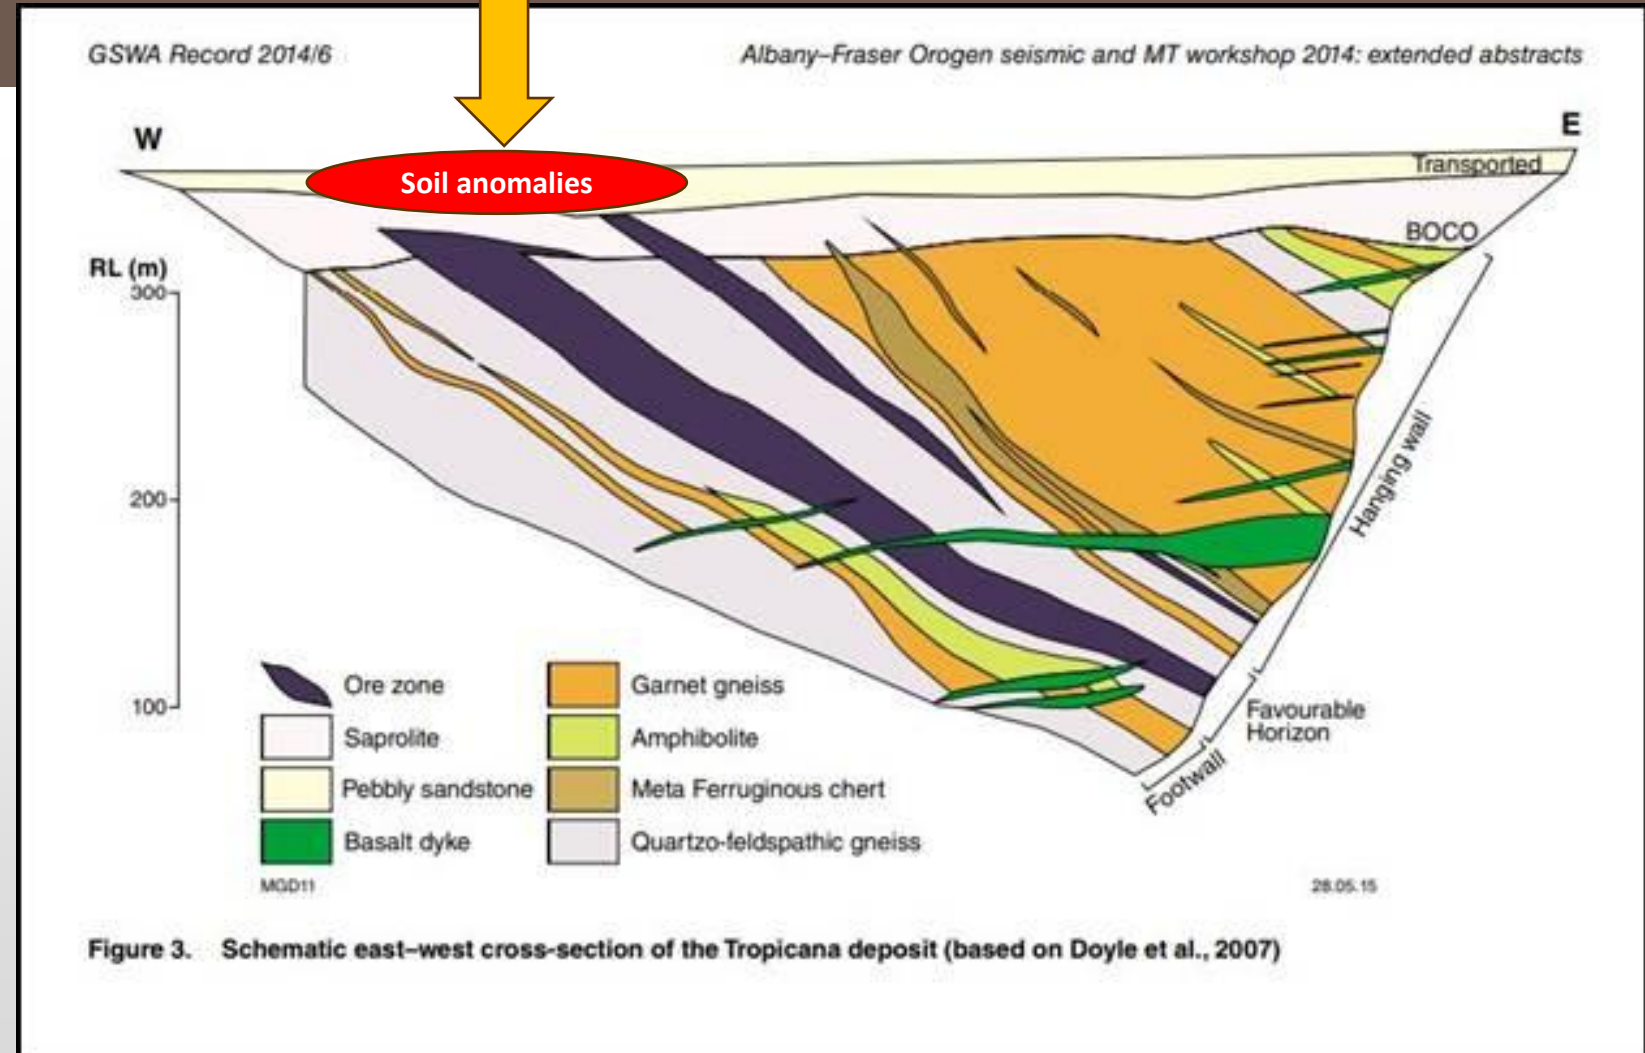 GSWA Record 2014/6
Albany–Fraser Orogen seismic and MT workshop 2014: extended abstracts
W
E
Soil anomalies
Transported
BOCO
RL (m)
300
200
100
Hanging wall
Favourable
Horizon
Footwall
Ore zone
Saprolite
Pebbly sandstone
Basalt dyke
Garnet gneiss
Amphibolite
Meta Ferruginous chert
Quartzo-feldspathic gneiss
MGD11
28.05.15
Figure 3. Schematic east–west cross-section of the Tropicana deposit (based on Doyle et al., 2007)